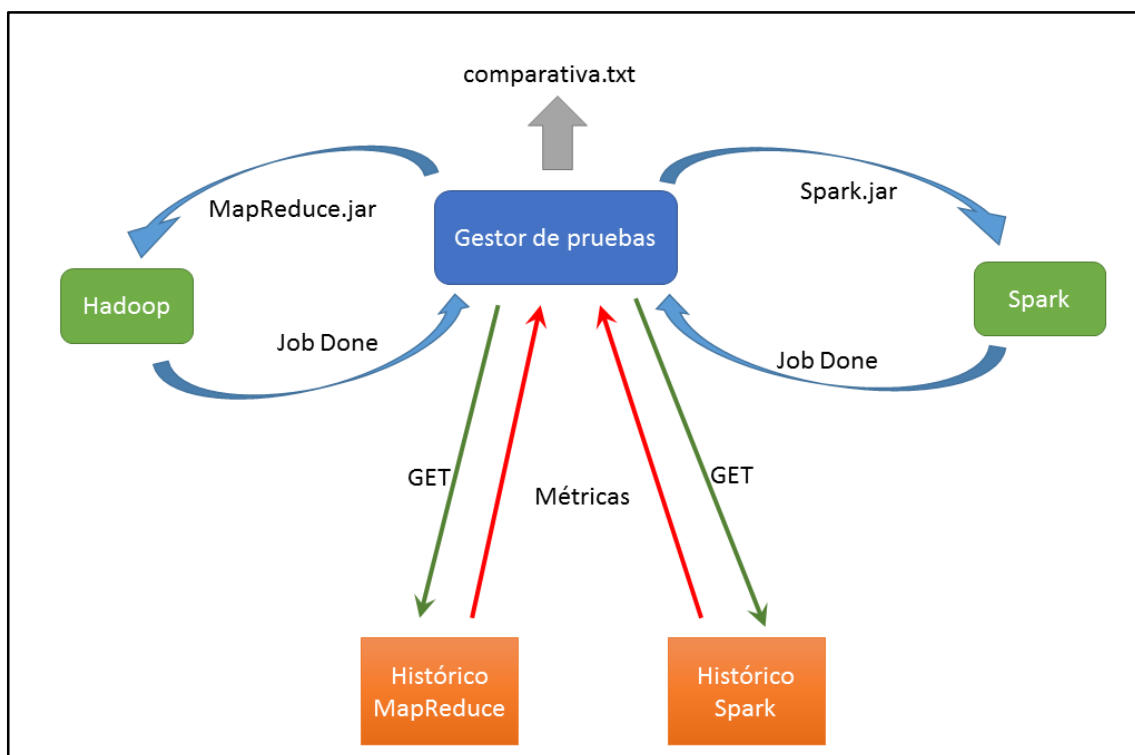 comparativa.txt
MapReduce.jar
Spark.jar
Gestor de pruebas
Hadoop
Spark
Job Done
Job Done
GET
Métricas
GET
Histórico
MapReduce
Histórico
Spark